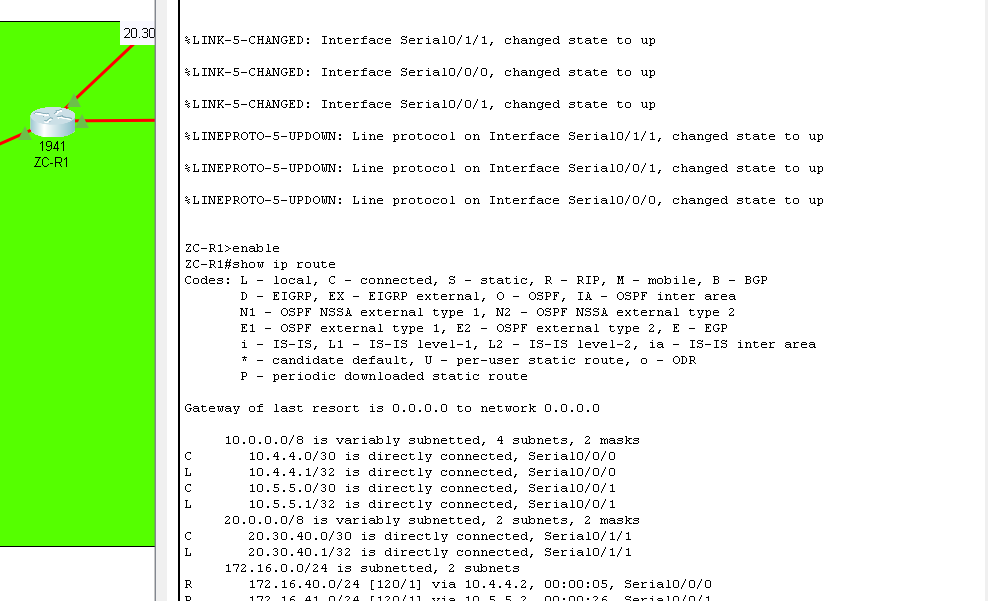 20.30
1941
ZC-R1
%LINK-5-CHANGED: Interface Serial0/1/1, changed state to up
%LINK-5-CHANGED: Interface Serial0/0/0, changed state to up
%LINK-5-CHANGED: Interface Serial0/0/1, changed state to up
%LINEPROTO-5-UPDOWN: Line protocol on Interface Serial0/1/1, changed state to up
%LINEPROTO-5-UPDOWN: Line protocol on Interface Serial0/0/1, changed state to up
%LINEPROTO-5-UPDOWN: Line protocol on Interface Serial0/0/0, changed state to up
ZC-R1>enable
ZC-R1#show ip route
Codes: L - local, C - connected, S - static, R - RIP, M - mobile, B - BGP
D - EIGRP, EX - EIGRP external, O - OSPF, IA - OSPF inter area
N1 - OSPF NSSA external type 1, N2 - OSPF NSSA external type 2
E1 - OSPF external type 1, E2 - OSPF external type 2, E - EGP
i - IS-IS, L1 - IS-IS level-1, L2 - IS-IS level-2, ia - IS-IS inter area
* - candidate default, U - per-user static route, o - ODR
P - periodic downloaded static route
Gateway of last resort is 0.0.0.0 to network 0.0.0.0
10.0.0.0/8 is variably subnetted, 4 subnets, 2 masks
C 10.4.4.0/30 is directly connected, Serial0/0/0
L 10.4.4.1/32 is directly connected, Serial0/0/0
C 10.5.5.0/30 is directly connected, Serial0/0/1
L 10.5.5.1/32 is directly connected, Serial0/0/1
20.0.0.0/8 is variably subnetted, 2 subnets, 2 masks
C 20.30.40.0/30 is directly connected, Serial0/1/1
L 20.30.40.1/32 is directly connected, Serial0/1/1
172.16.0.0/24 is subnetted, 2 subnets
R 172.16.40.0/24 [120/1] via 10.4.4.2, 00:00:05, Serial0/0/0
R 172.16.41.0/24 [120/1] via 10.5.5.2, 00:00:26, Serial0/0/1